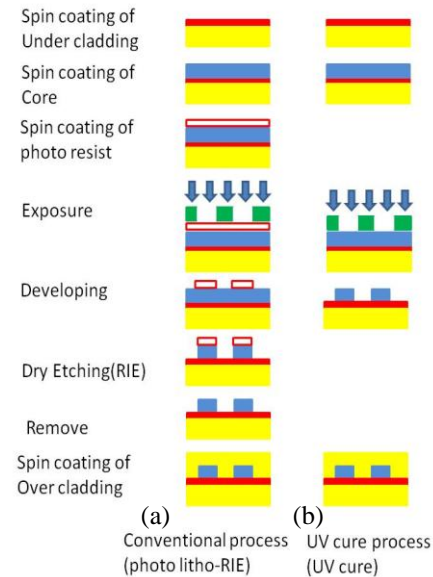 Spin coating of
Under cladding
Spin coating of
Core
Spin coating of
photo resist
Exposure
Developing
Dry Etching(RIE)
Remove
Spin coating of
Over cladding
(a)
(b)
Conventional process
(photo litho-RIE)
UV cure process
(UV cure)